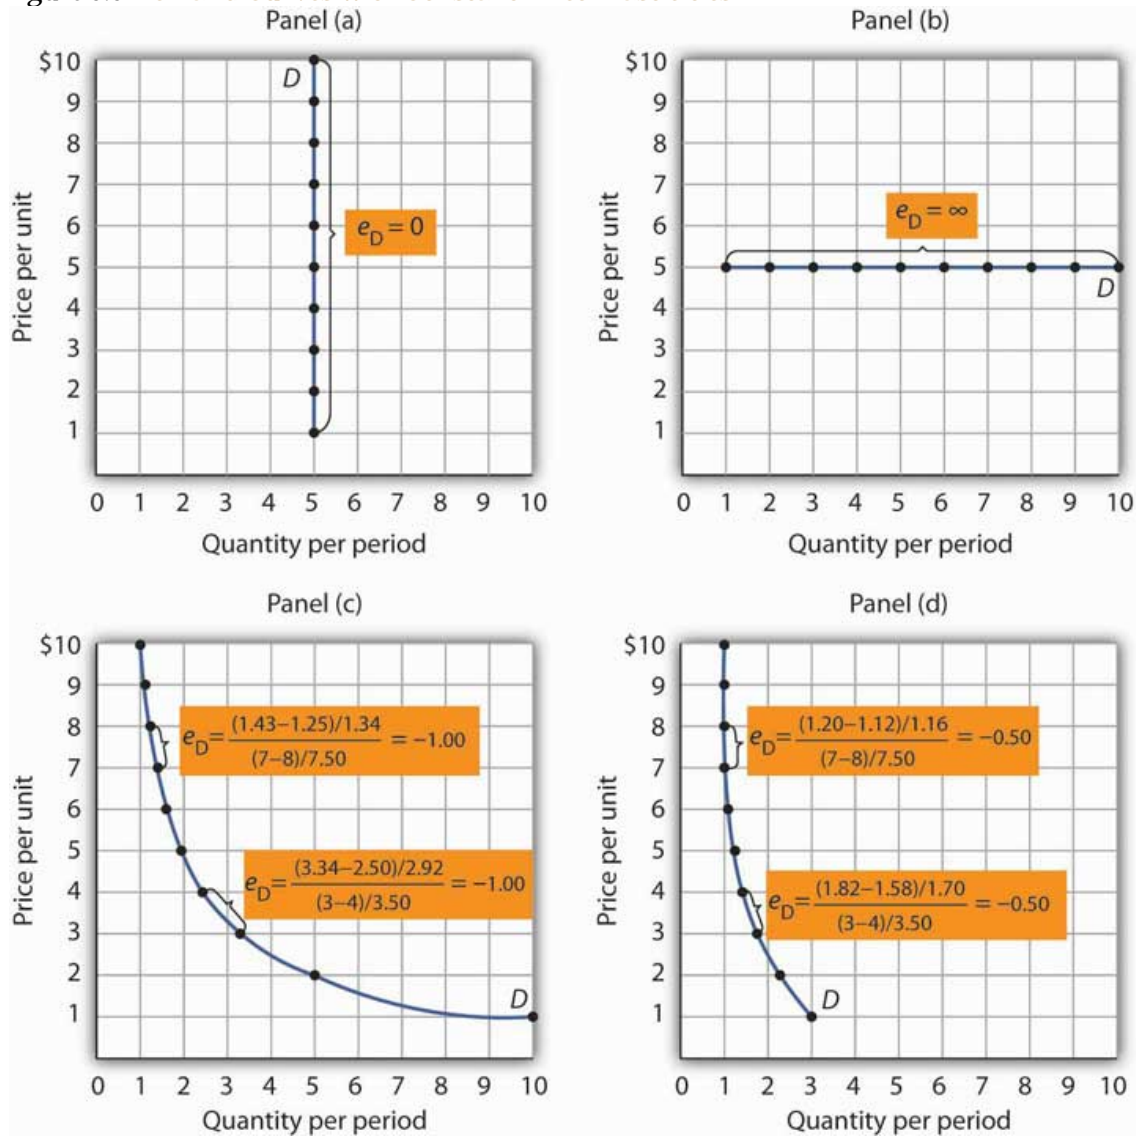 Panel (a)
$10
9
8
7
6
5
4
3
2
1
0 1 2 3 4 5 6 7 8 9 10
Price per unit
Quantity per period
D
eD = 0
Panel (b)
$10
9
8
7
6
5
4
3
2
1
0 1 2 3 4 5 6 7 8 9 10
Price per unit
Quantity per period
eD = ∞
D
Panel (c)
$10
9
8
7
6
5
4
3
2
1
0 1 2 3 4 5 6 7 8 9 10
Price per unit
Quantity per period
eD= (1.43−1.25)/1.34 / (7−8)/7.50 = −1.00
eD= (3.34−2.50)/2.92 / (3−4)/3.50 = −1.00
D
Panel (d)
$10
9
8
7
6
5
4
3
2
1
0 1 2 3 4 5 6 7 8 9 10
Price per unit
Quantity per period
eD= (1.20−1.12)/1.16 / (7−8)/7.50 = −0.50
eD= (1.82−1.58)/1.70 / (3−4)/3.50 = −0.50
D